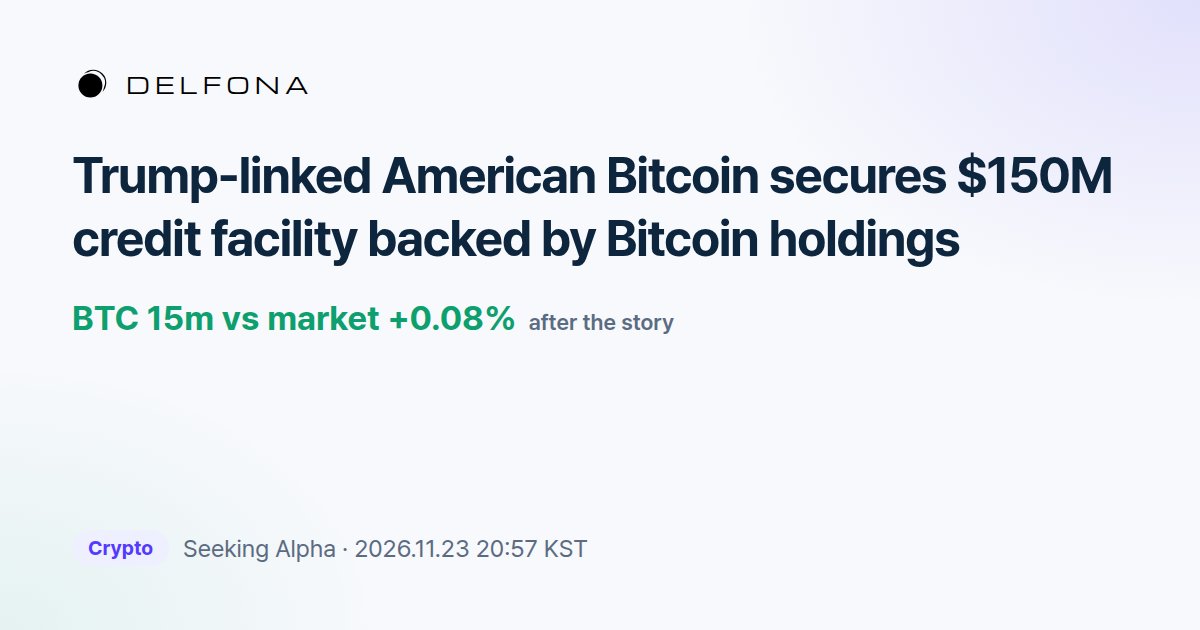 DELFONA
Trump-linked American Bitcoin secures $150M
credit facility backed by Bitcoin holdings
BTC 15m vs market +0.08% after the story
Crypto Seeking Alpha · 2026.11.23 20:57 KST